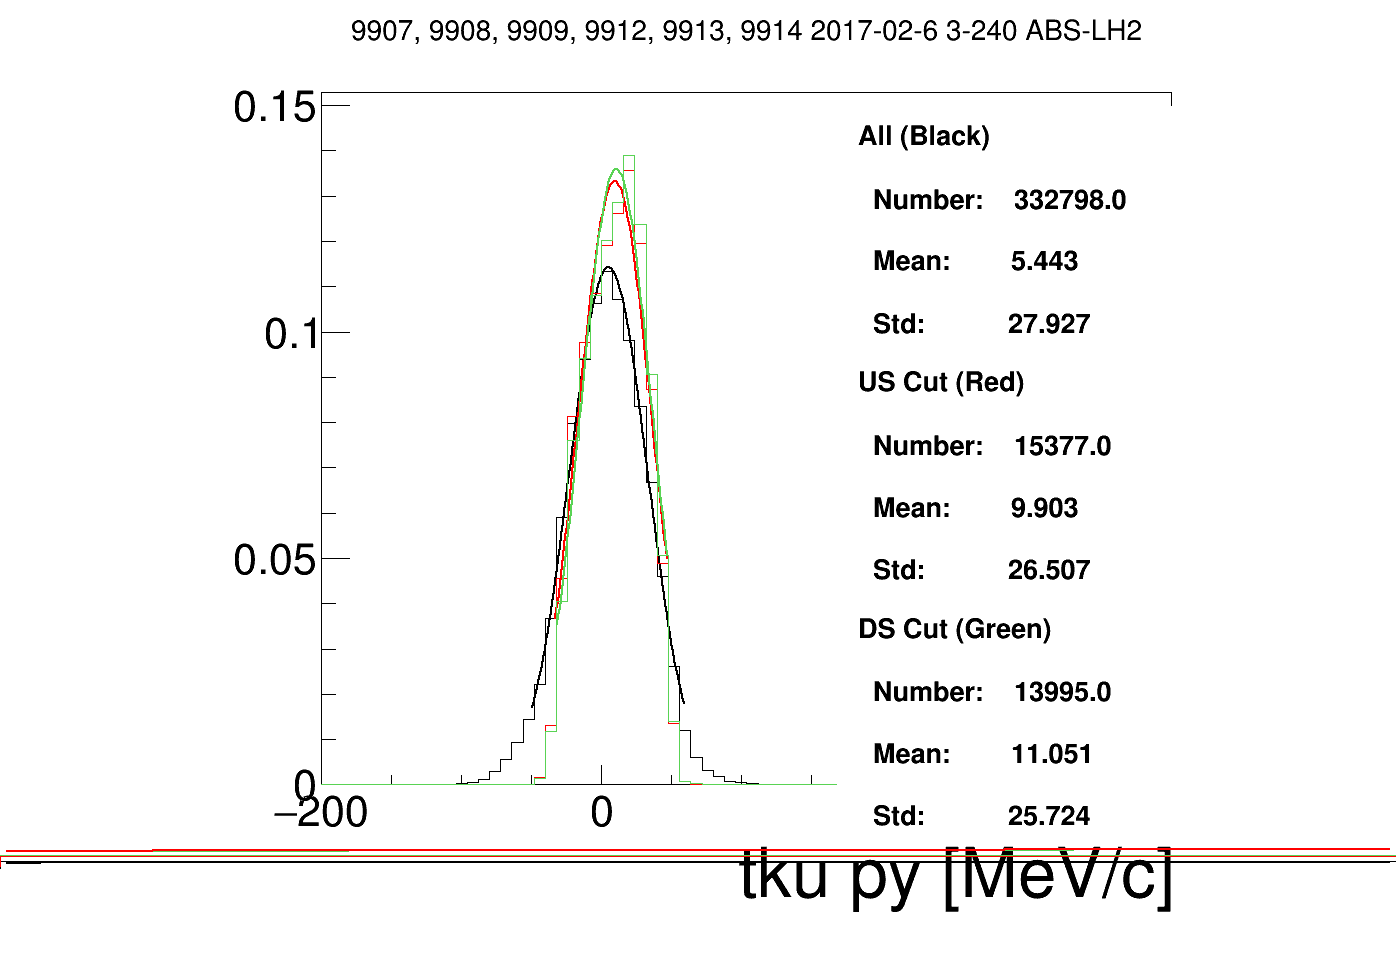 9907, 9908, 9909, 9912, 9913, 9914 2017-02-6 3-240 ABS-LH2
0.15
0.1
0.05
0
−200
0
All (Black)
Number: 332798.0
Mean: 5.443
Std: 27.927
US Cut (Red)
Number: 15377.0
Mean: 9.903
Std: 26.507
DS Cut (Green)
Number: 13995.0
Mean: 11.051
Std: 25.724
tku py [MeV/c]